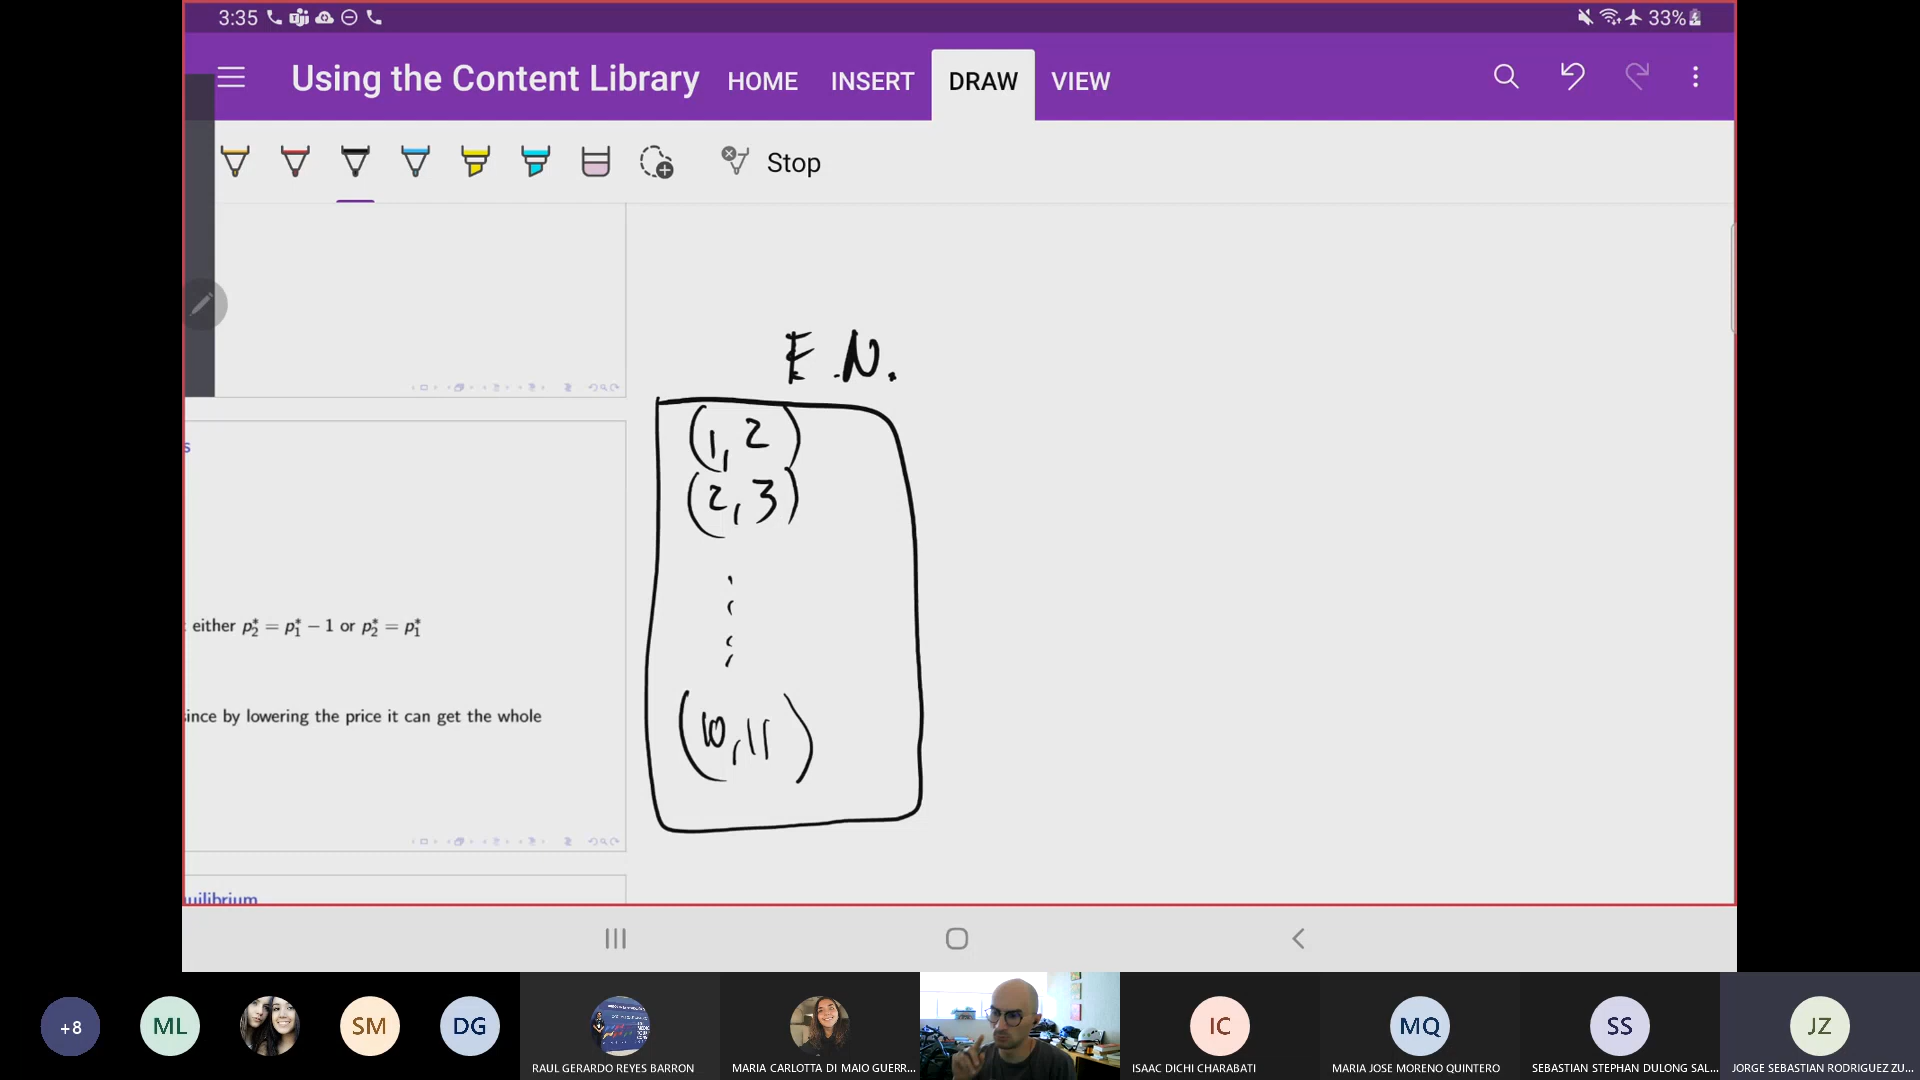 3:35 33%
Using the Content Library HOME INSERT DRAW VIEW
Stop
s
either p₂* = p₁* − 1 or p₂* = p₁*
since by lowering the price it can get the whole
uilibrium
E.N.
(1, 2)
(2, 3)
(10, 11)
+8 ML SM DG IC MQ SS JZ
RAUL GERARDO REYES BARRON
MARIA CARLOTTA DI MAIO GUERR...
ISAAC DICHI CHARABATI
MARIA JOSE MORENO QUINTERO
SEBASTIAN STEPHAN DULONG SAL...
JORGE SEBASTIAN RODRIGUEZ ZU...